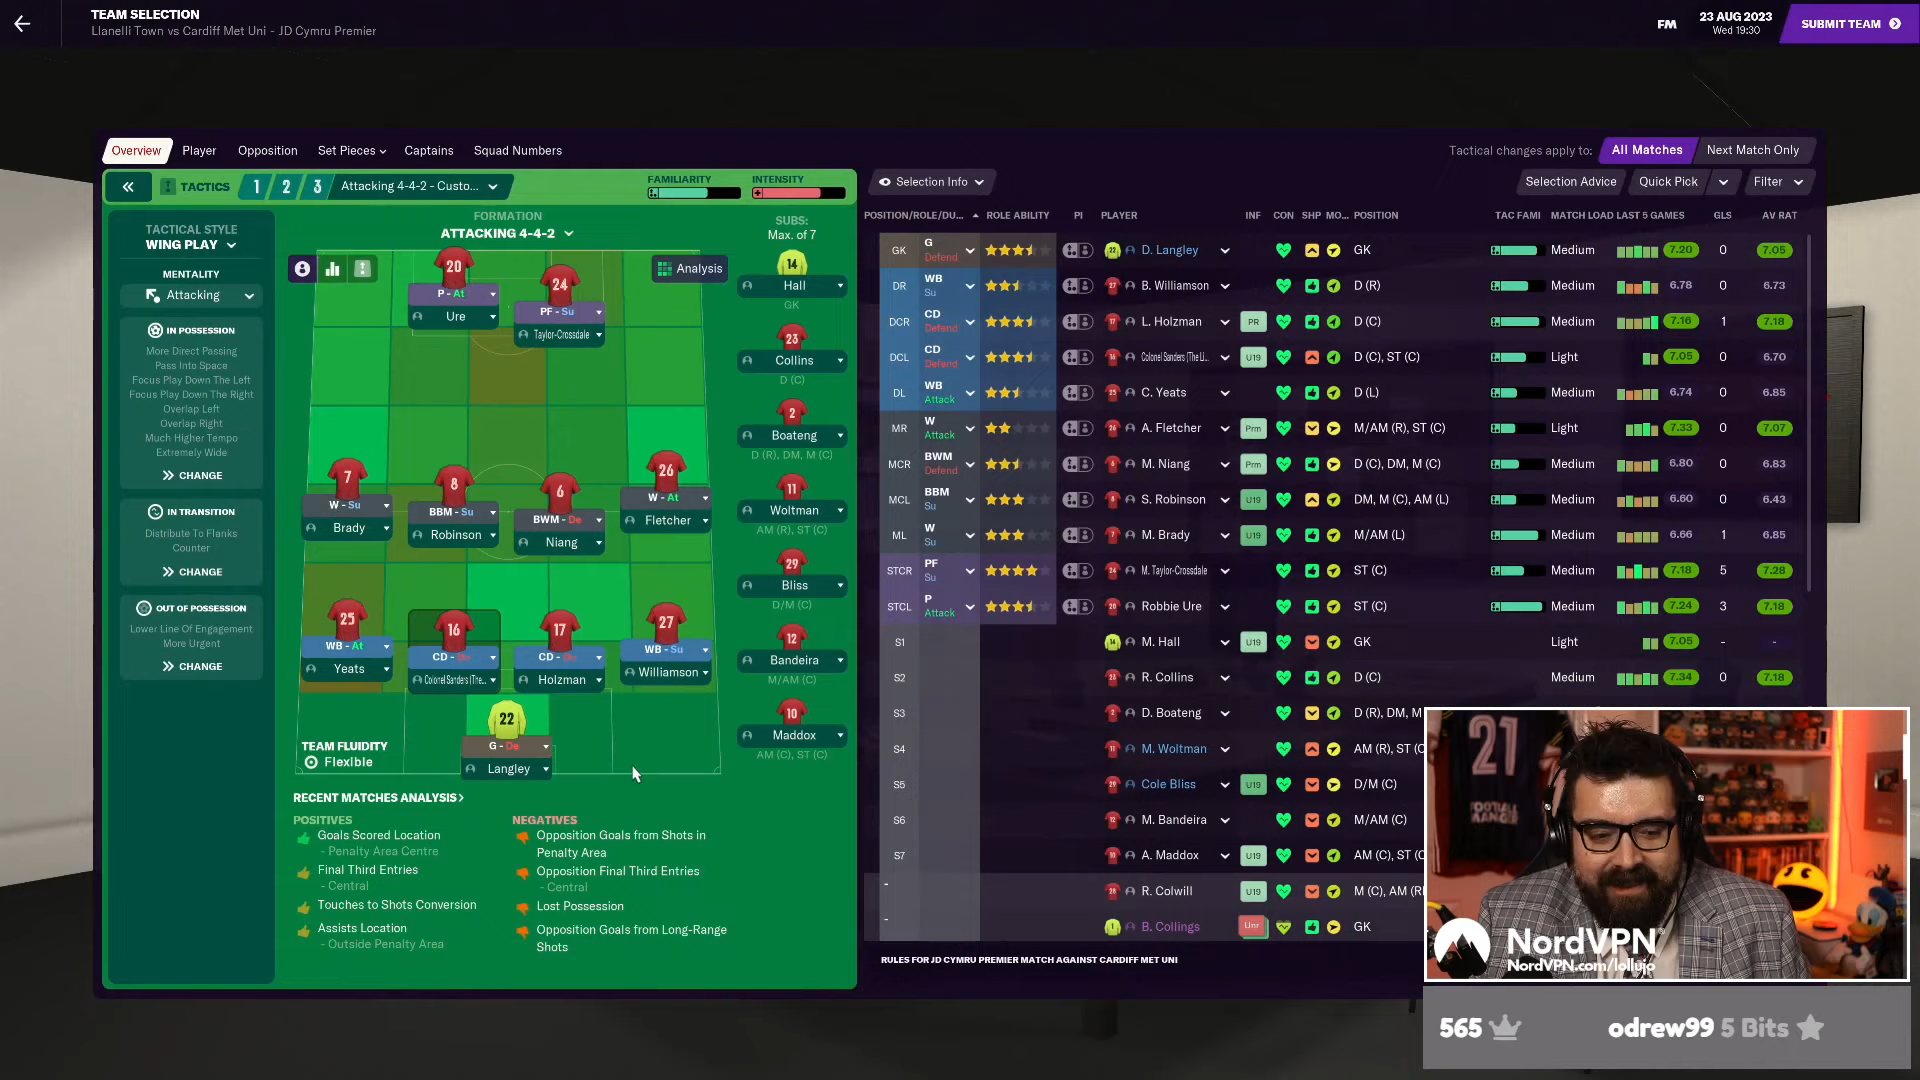 TEAM SELECTION
Llanelli Town vs Cardiff Met Uni - JD Cymru Premier
FM
23 AUG 2023
Wed 19:30
SUBMIT TEAM
Overview
Player
Opposition
Set Pieces
Captains
Squad Numbers
Tactical changes apply to:
All Matches
Next Match Only
TACTICS
1
2
3
Attacking 4-4-2 - Custo...
FAMILIARITY
INTENSITY
Selection Info
Selection Advice
Quick Pick
Filter
TACTICAL STYLE
WING PLAY
MENTALITY
Attacking
IN POSSESSION
More Direct Passing
Pass Into Space
Focus Play Down The Left
Focus Play Down The Right
Overlap Left
Overlap Right
Much Higher Tempo
Extremely Wide
CHANGE
IN TRANSITION
Distribute To Flanks
Counter
CHANGE
OUT OF POSSESSION
Lower Line Of Engagement
More Urgent
CHANGE
FORMATION
ATTACKING 4-4-2
Analysis
20
P - At
Ure
24
PF - Su
Taylor-Crossdale
7
W - Su
Brady
8
BBM - Su
Robinson
6
BWM - De
Niang
26
W - At
Fletcher
25
WB - At
Yeats
16
CD - De
Colonel Sanders (The...
17
CD - De
Holzman
27
WB - Su
Williamson
22
G - De
Langley
TEAM FLUIDITY
Flexible
SUBS:
Max. of 7
14
Hall
GK
23
Collins
D (C)
2
Boateng
D (R), DM, M (C)
11
Woltman
AM (R), ST (C)
29
Bliss
D/M (C)
12
Bandeira
M/AM (C)
10
Maddox
AM (C), ST (C)
RECENT MATCHES ANALYSIS>
POSITIVES
Goals Scored Location
- Penalty Area Centre
Final Third Entries
- Central
Touches to Shots Conversion
Assists Location
- Outside Penalty Area
NEGATIVES
Opposition Goals from Shots in
Penalty Area
Opposition Final Third Entries
- Central
Lost Possession
Opposition Goals from Long-Range
Shots
POSITION/ROLE/DU... ROLE ABILITY PI PLAYER INF CON SHP MO... POSITION TAC FAMI MATCH LOAD LAST 5 GAMES GLS AV RAT
GK G Defend D. Langley GK Medium 7.20 0 7.05
DR WB Su B. Williamson D (R) Medium 6.78 0 6.73
DCR CD Defend L. Holzman PR D (C) Medium 7.16 1 7.18
DCL CD Defend Colonel Sanders (The Li... U19 D (C), ST (C) Light 7.05 0 6.70
DL WB Attack C. Yeats D (L) Medium 6.74 0 6.85
MR W Attack A. Fletcher Prm M/AM (R), ST (C) Light 7.33 0 7.07
MCR BWM Defend M. Niang Prm D (C), DM, M (C) Medium 6.80 0 6.83
MCL BBM Su S. Robinson U19 DM, M (C), AM (L) Medium 6.60 0 6.43
ML W Su M. Brady U19 M/AM (L) Medium 6.66 1 6.85
STCR PF Su M. Taylor-Crossdale ST (C) Medium 7.18 5 7.28
STCL P Attack Robbie Ure ST (C) Medium 7.24 3 7.18
S1 M. Hall U19 GK Light 7.05 - -
S2 R. Collins D (C) Medium 7.34 0 7.18
S3 D. Boateng D (R), DM, M
S4 M. Woltman AM (R), ST (C
S5 Cole Bliss U19 D/M (C)
S6 M. Bandeira M/AM (C)
S7 A. Maddox U19 AM (C), ST (C
- R. Colwill U19 M (C), AM (R
- B. Collings Unr GK
RULES FOR JD CYMRU PREMIER MATCH AGAINST CARDIFF MET UNI
21
FOOTBALL
MANAGER
NordVPN®
NordVPN.com/lollujo
565
odrew99 5 Bits